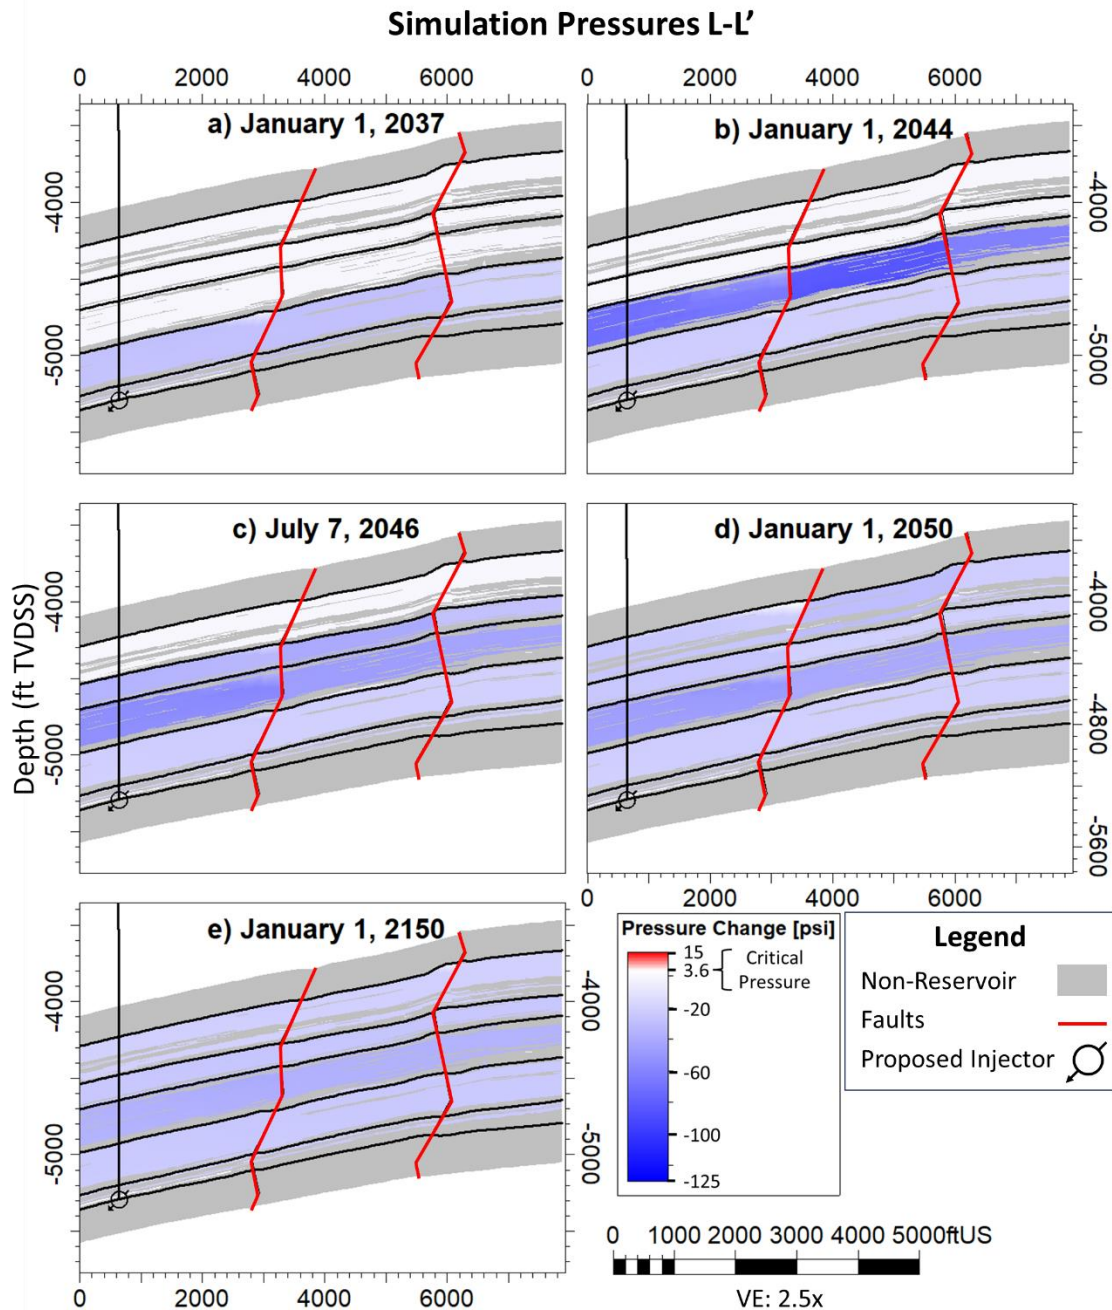 Simulation Pressures L-L’
0 2000 4000 6000
0 2000 4000 6000
a) January 1, 2037
b) January 1, 2044
-4000
-5000
-4000
-5000
c) July 7, 2046
d) January 1, 2050
Depth (ft TVDSS)
-4000
-5000
-4000
-4800
-5600
0 2000 4000 6000
e) January 1, 2150
-4000
-5000
-4000
-5000
0 2000 4000 6000
Pressure Change [psi]
15
3.6
-20
-60
-100
-125
Critical
Pressure
Legend
Non-Reservoir
Faults
Proposed Injector
0 1000 2000 3000 4000 5000ftUS
VE: 2.5x